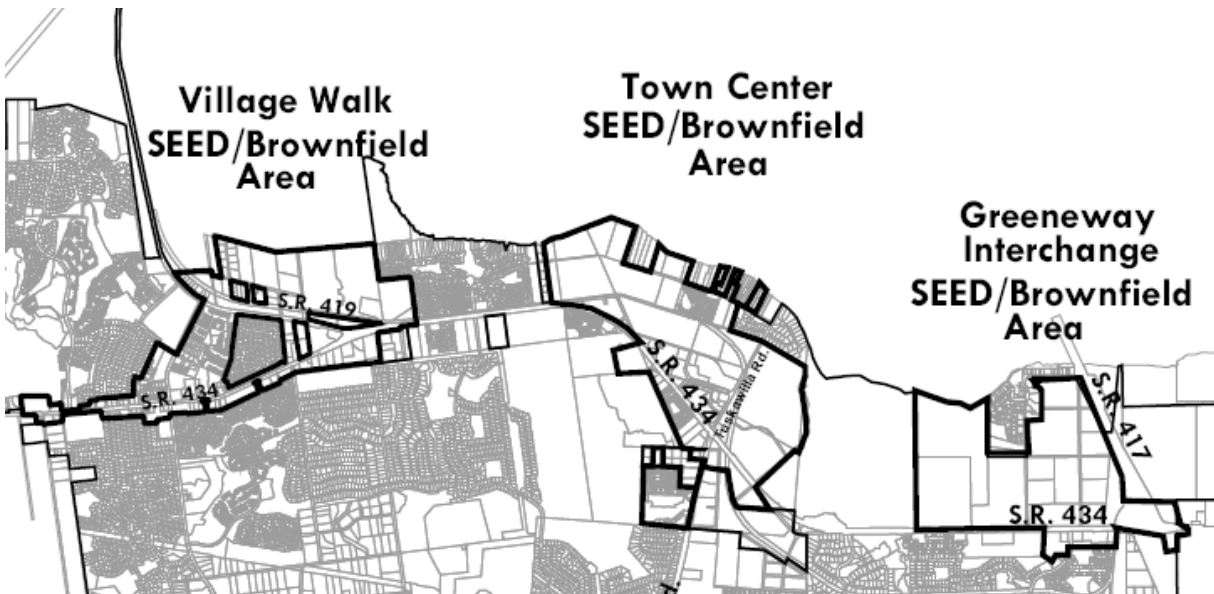 Village Walk
SEED/Brownfield
Area
Town Center
SEED/Brownfield
Area
Greeneway
Interchange
SEED/Brownfield
Area
S.R. 419
S.R. 434
S.R. 434
Tuskawilla Rd.
S.R. 417
S.R. 434